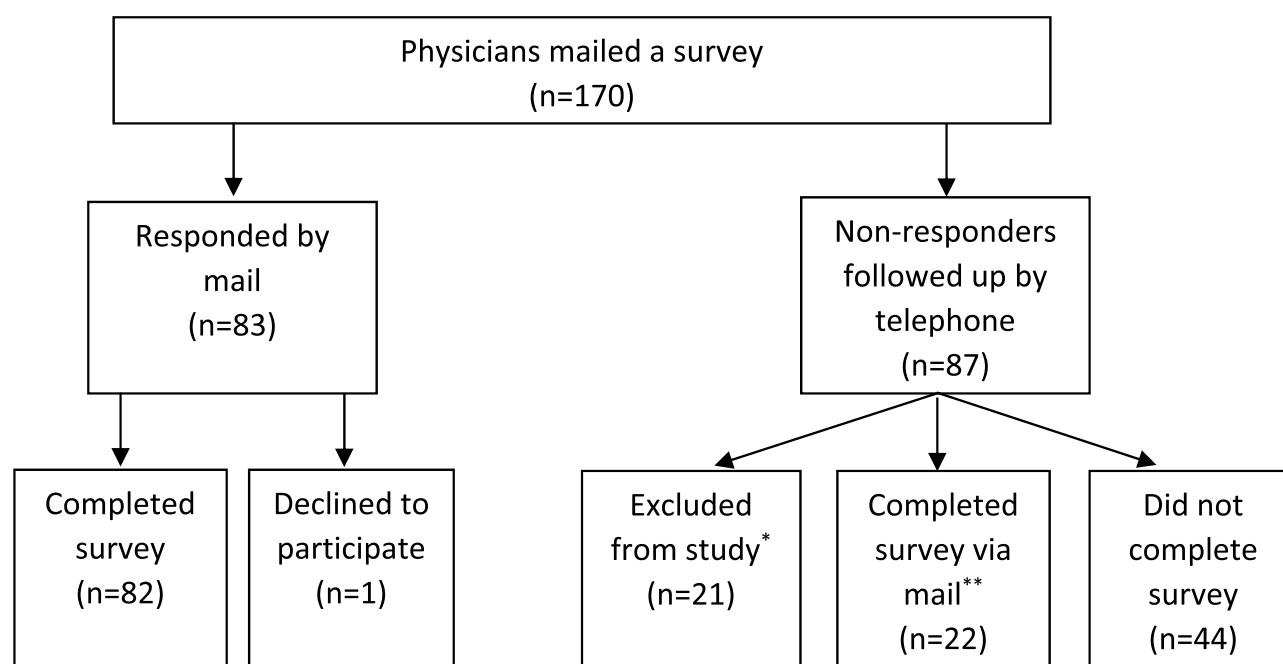 Physicians mailed a survey
(n=170)
Responded by
mail
(n=83)
Non-responders
followed up by
telephone
(n=87)
Completed
survey
(n=82)
Declined to
participate
(n=1)
Excluded
from study*
(n=21)
Completed
survey via
mail**
(n=22)
Did not
complete
survey
(n=44)